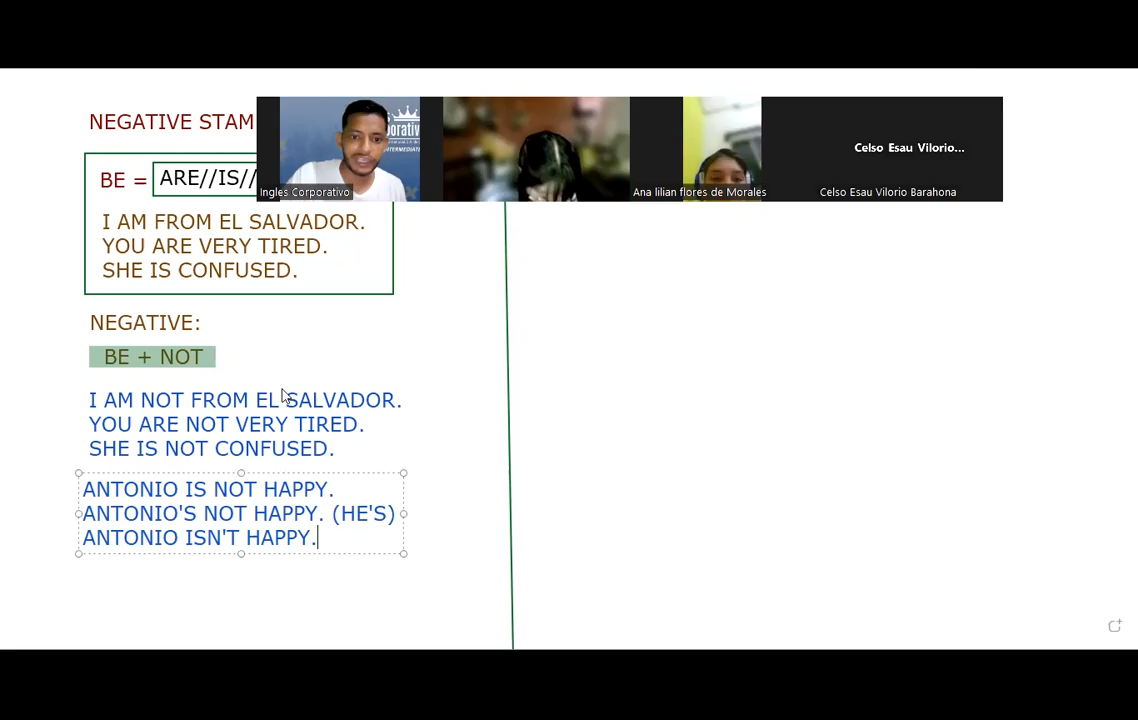 NEGATIVE STAM
BE =
ARE//IS//
I AM FROM EL SALVADOR.
YOU ARE VERY TIRED.
SHE IS CONFUSED.
NEGATIVE:
BE + NOT
I AM NOT FROM EL SALVADOR.
YOU ARE NOT VERY TIRED.
SHE IS NOT CONFUSED.
ANTONIO IS NOT HAPPY.
ANTONIO'S NOT HAPPY. (HE'S)
ANTONIO ISN'T HAPPY.
Ingles Corporativo
Ana lilian flores de Morales
Celso Esau Vilorio...
Celso Esau Vilorio Barahona